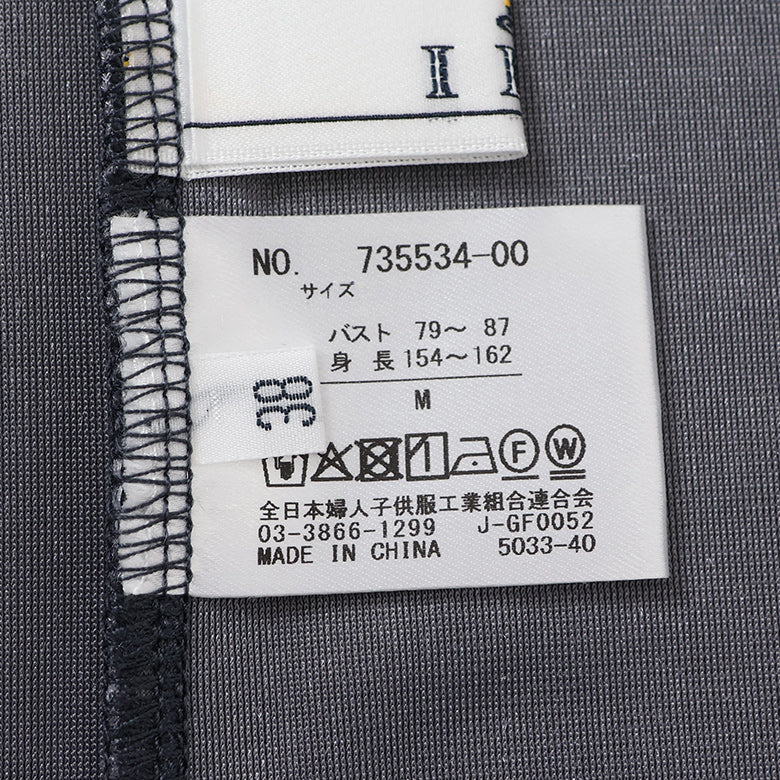 NO. 735534-00
サイズ
バスト 79～ 87
身 長 154～162
M
38
F W
全日本婦人子供服工業組合連合会
03-3866-1299 J-GF0052
MADE IN CHINA 5033-40